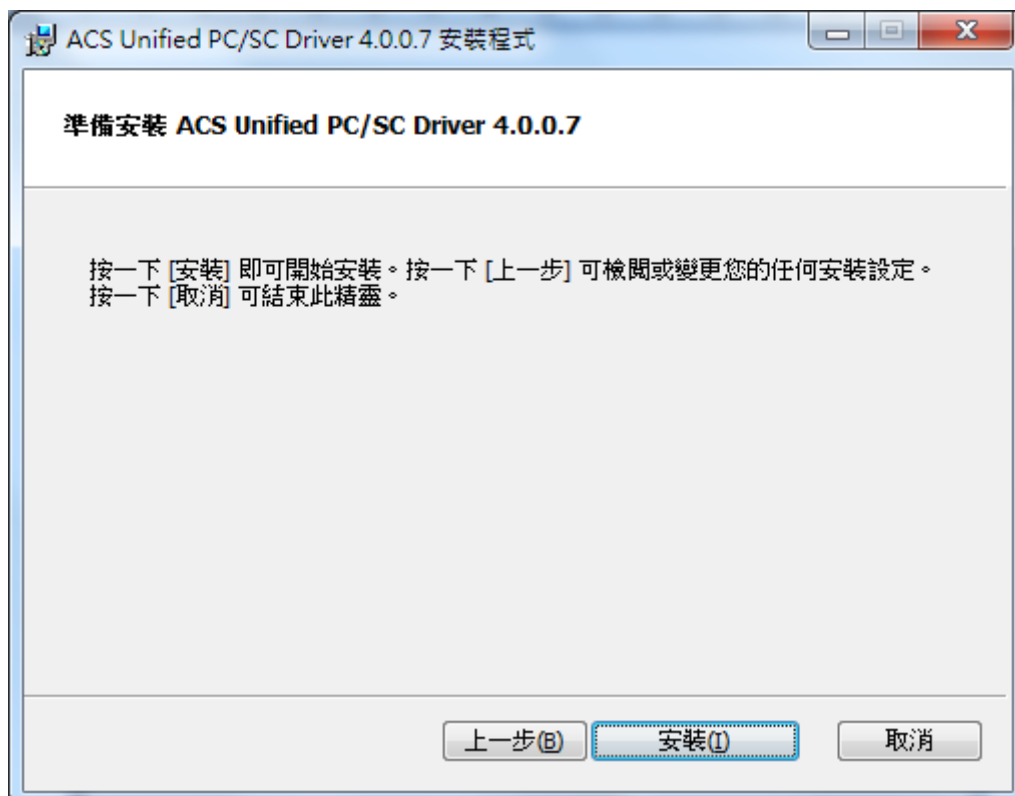 ACS Unified PC/SC Driver 4.0.0.7 安裝程式
準備安裝 ACS Unified PC/SC Driver 4.0.0.7
按一下 [安裝] 即可開始安裝。按一下 [上一步] 可檢閱或變更您的任何安裝設定。
按一下 [取消] 可結束此精靈。
上一步(B) 安裝(I) 取消